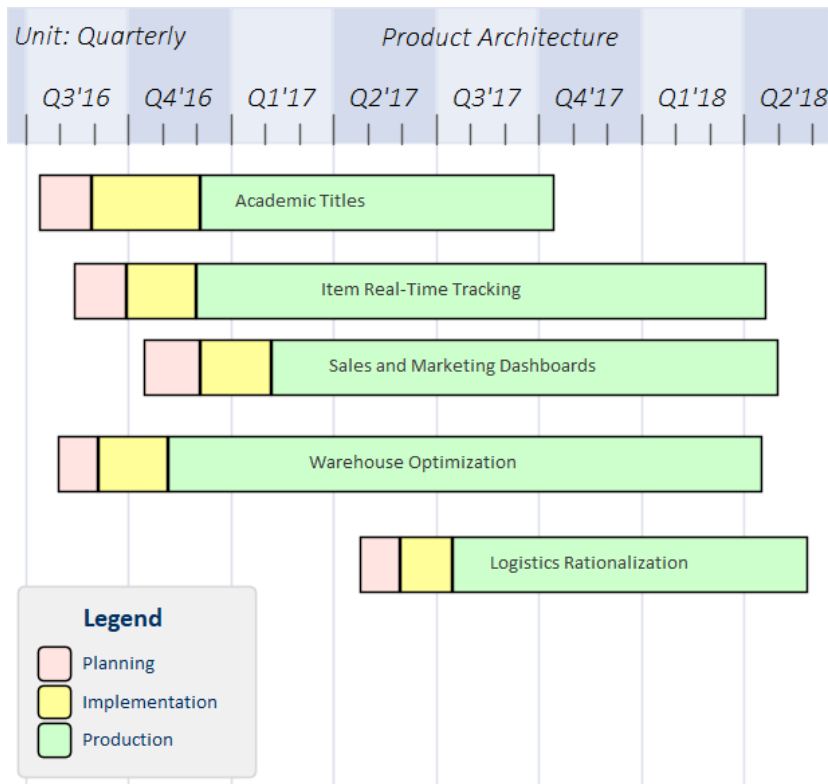 Unit: Quarterly
Product Architecture
Q3'16 Q4'16 Q1'17 Q2'17 Q3'17 Q4'17 Q1'18 Q2'18
Academic Titles
Item Real-Time Tracking
Sales and Marketing Dashboards
Warehouse Optimization
Logistics Rationalization
Legend
Planning
Implementation
Production